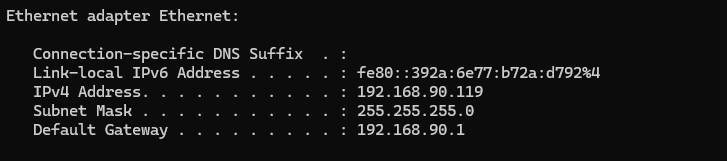 Ethernet adapter Ethernet:
Connection-specific DNS Suffix  . :
Link-local IPv6 Address . . . . . : fe80::392a:6e77:b72a:d792%4
IPv4 Address. . . . . . . . . . . : 192.168.90.119
Subnet Mask . . . . . . . . . . . : 255.255.255.0
Default Gateway . . . . . . . . . : 192.168.90.1